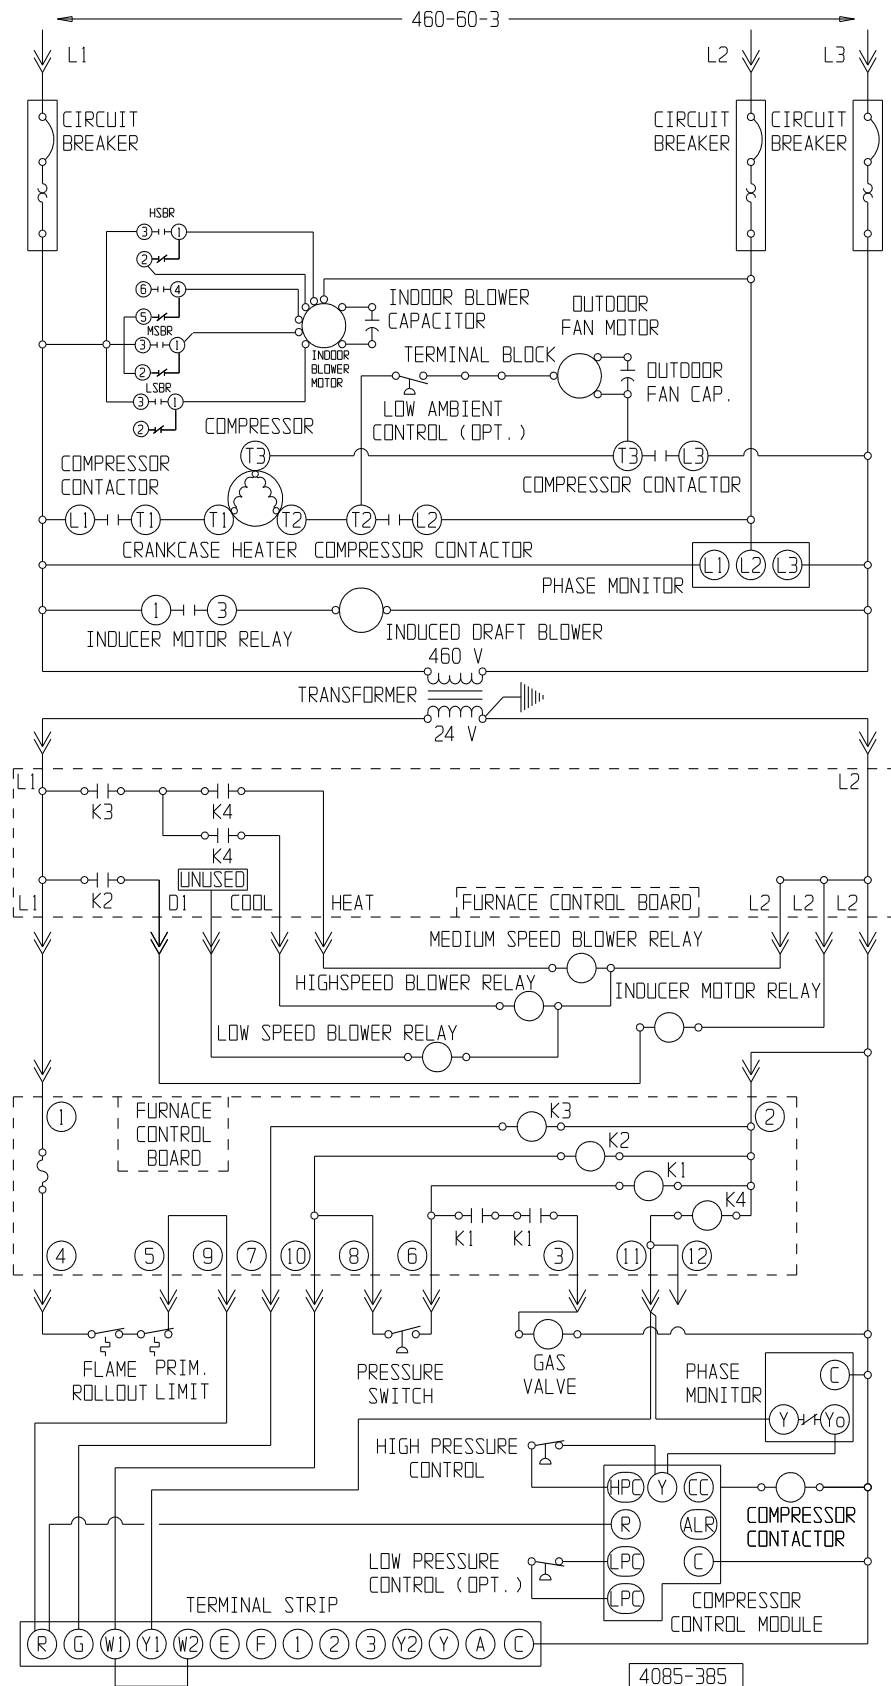 460-60-3
L1
L2
L3
CIRCUIT
BREAKER
CIRCUIT
BREAKER
CIRCUIT
BREAKER
HSBR
3
1
2
6
4
5
MSBR
3
1
2
LSBR
3
1
2
INDOOR
BLOWER
MOTOR
INDOOR BLOWER
CAPACITOR
OUTDOOR
FAN MOTOR
TERMINAL BLOCK
OUTDOOR
FAN CAP.
LOW AMBIENT
CONTROL (OPT.)
COMPRESSOR
T3
T3
L3
COMPRESSOR
CONTACTOR
COMPRESSOR CONTACTOR
L1
T1
T1
T2
T2
L2
CRANKCASE HEATER
COMPRESSOR CONTACTOR
L1
L2
L3
PHASE MONITOR
1
3
INDUCER MOTOR RELAY
INDUCED DRAFT BLOWER
460 V
TRANSFORMER
24 V
L1
L2
K3
K4
K4
K2
UNUSED
L1
D1
COOL
HEAT
FURNACE CONTROL BOARD
L2
L2
L2
MEDIUM SPEED BLOWER RELAY
HIGHSPEED BLOWER RELAY
INDUCER MOTOR RELAY
LOW SPEED BLOWER RELAY
1
FURNACE
CONTROL
BOARD
K3
2
K2
K1
K4
K1
K1
4
5
9
7
10
8
6
3
11
12
FLAME
ROLLOUT
PRIM.
LIMIT
PRESSURE
SWITCH
GAS
VALVE
PHASE
MONITOR
C
Y
Yo
HIGH PRESSURE
CONTROL
HPC
Y
CC
COMPRESSOR
CONTACTOR
R
ALR
LOW PRESSURE
CONTROL (OPT.)
LPC
C
LPC
COMPRESSOR
CONTROL MODULE
TERMINAL STRIP
R
G
W1
Y1
W2
E
F
1
2
3
Y2
Y
A
C
4085-385